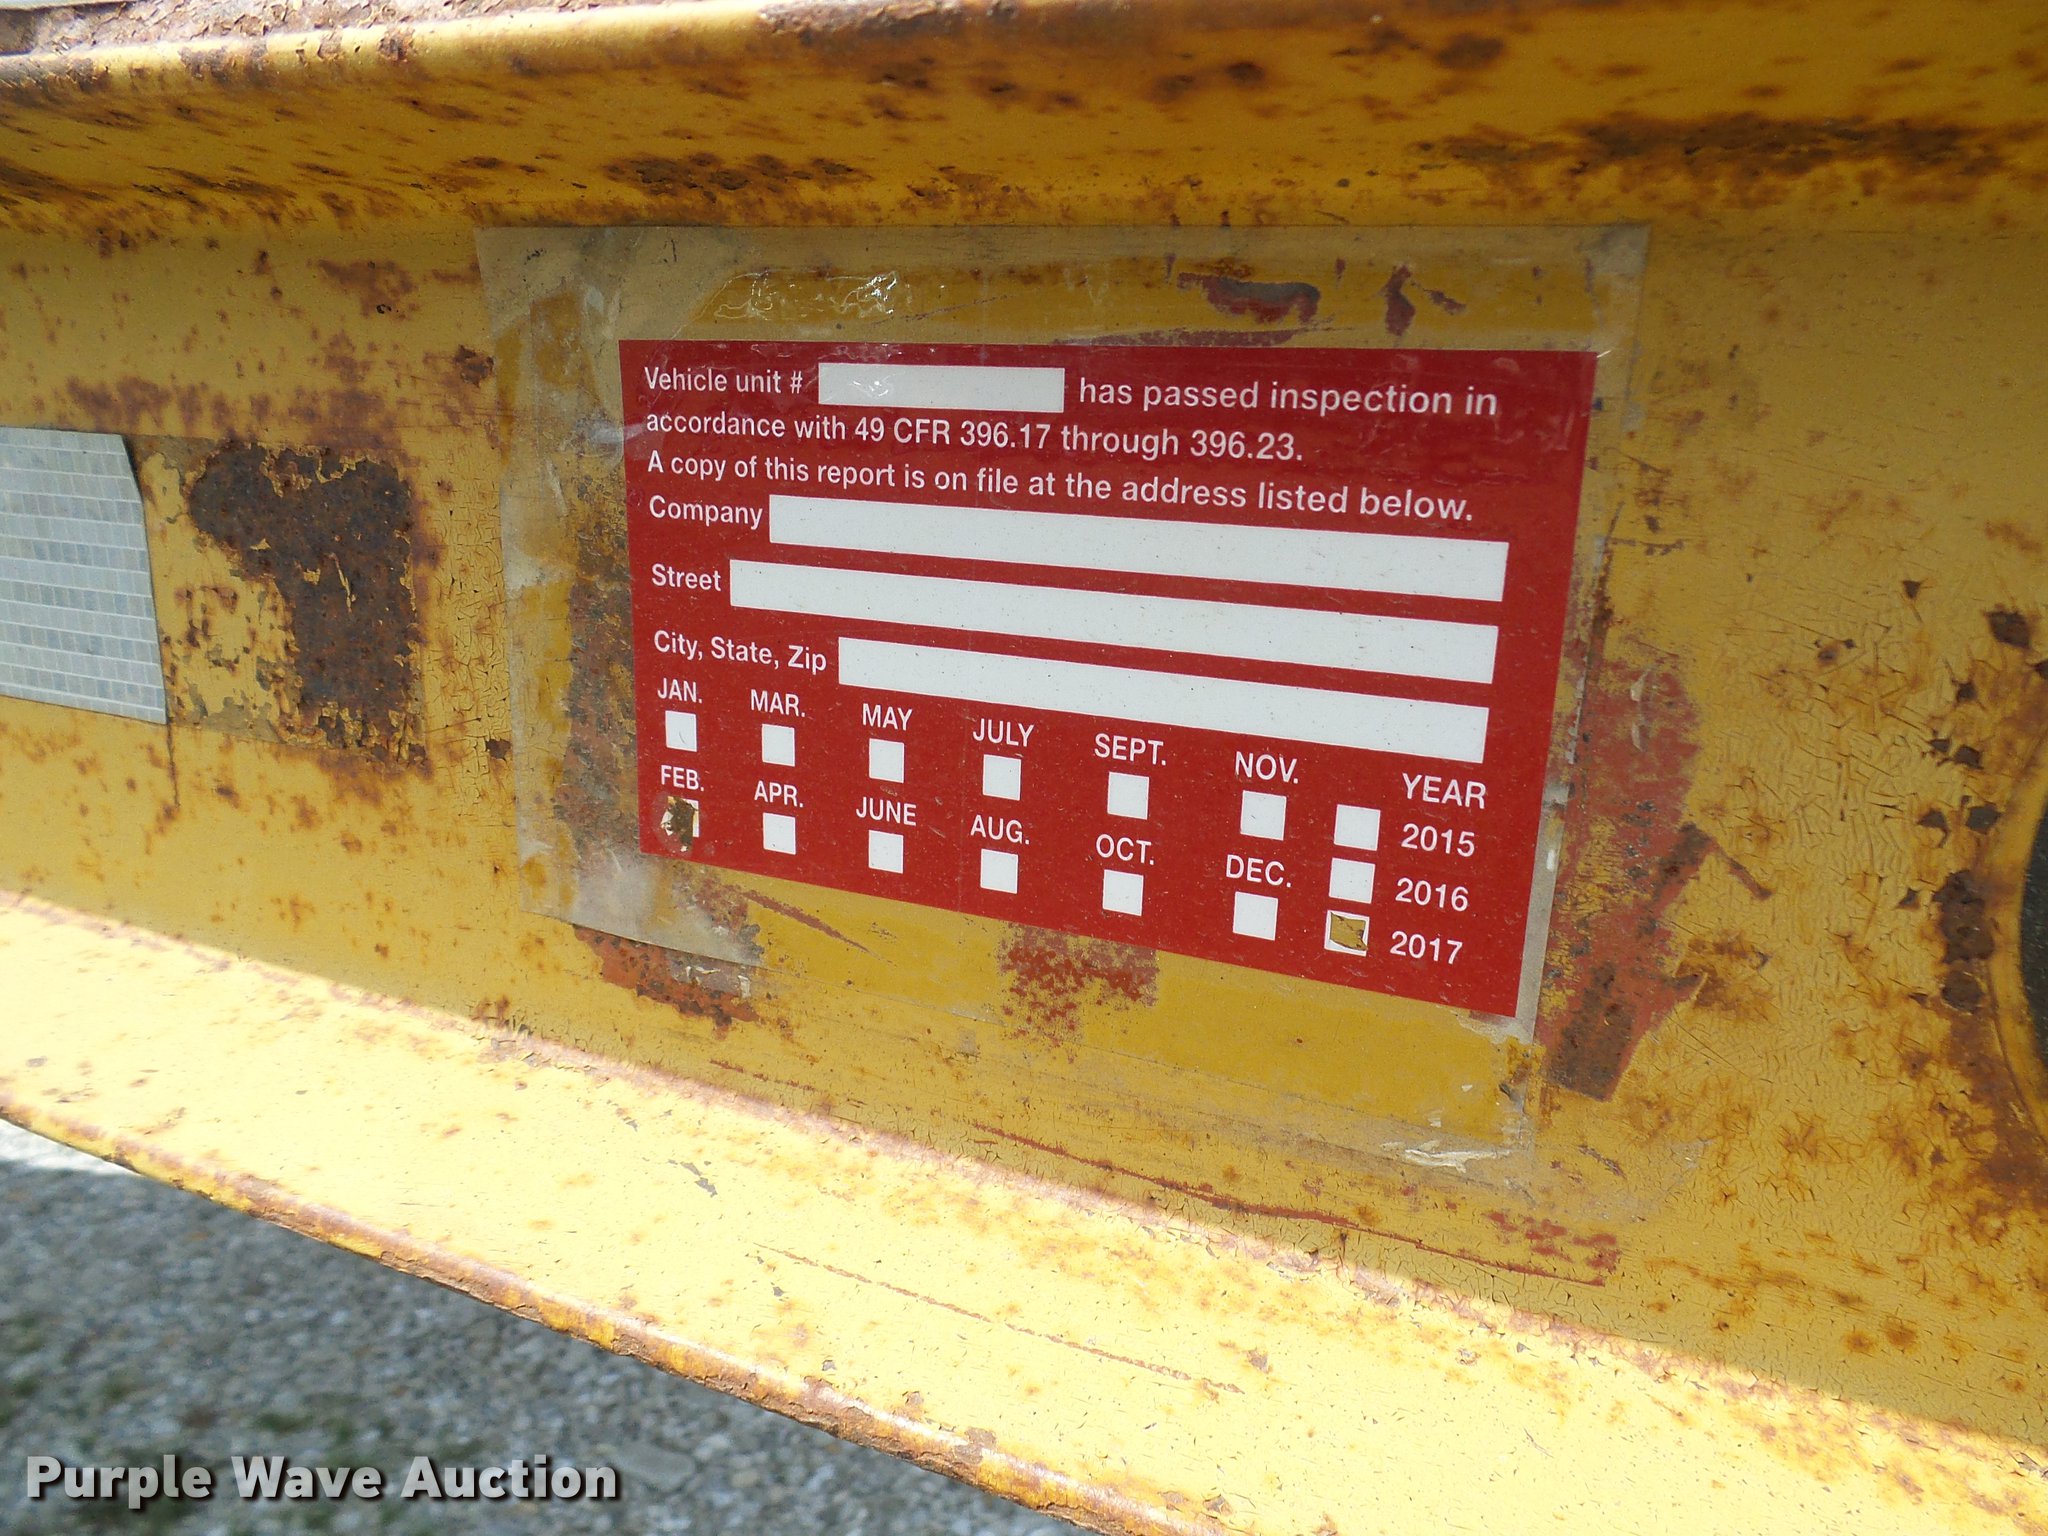 Vehicle unit # has passed inspection in
accordance with 49 CFR 396.17 through 396.23.
A copy of this report is on file at the address listed below.
Company
Street
City, State, Zip
JAN. MAR. MAY JULY SEPT. NOV. YEAR
2015
FEB. APR. JUNE AUG. OCT. DEC.
2016
2017
Purple Wave Auction